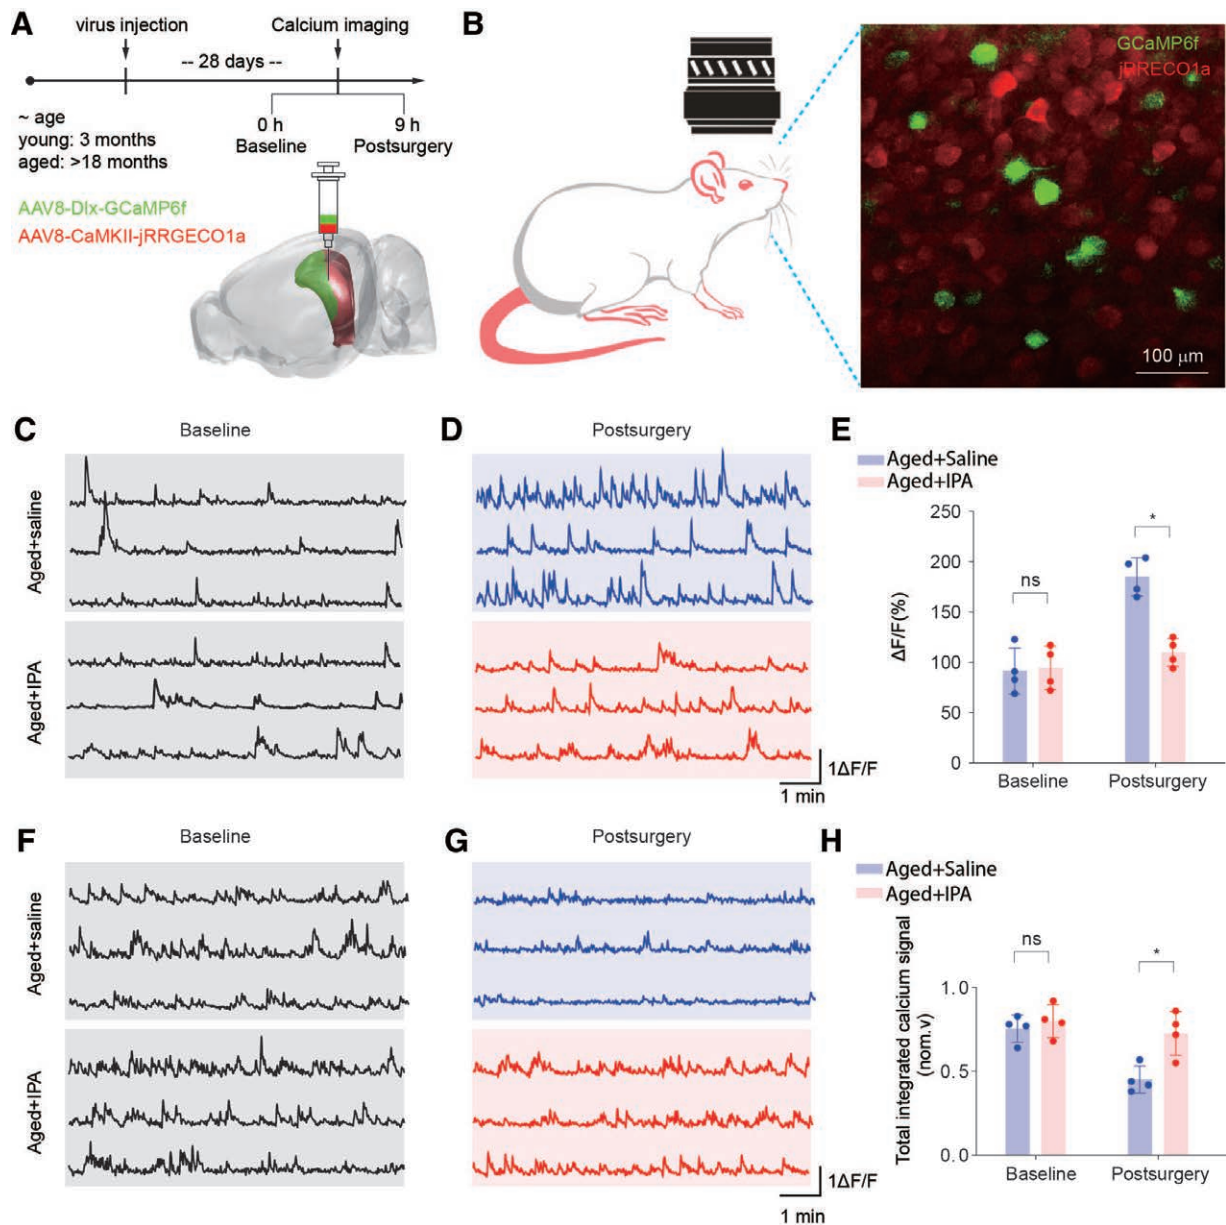 A
virus injection
Calcium imaging
-- 28 days --
~ age
young: 3 months
aged: >18 months
0 h
Baseline
9 h
Postsurgery
AAV8-Dlx-GCaMP6f
AAV8-CaMKII-jRRGECO1a
B
GCaMP6f
jRRECO1a
100 μm
C
Baseline
Aged+saline
Aged+IPA
D
Postsurgery
1ΔF/F
1 min
E
Aged+Saline
Aged+IPA
ΔF/F(%)
250
200
150
100
50
0
ns
*
Baseline
Postsurgery
F
Baseline
Aged+saline
Aged+IPA
G
Postsurgery
1ΔF/F
1 min
H
Aged+Saline
Aged+IPA
Total integrated calcium signal
(nom.v)
1.0
0.5
0.0
ns
*
Baseline
Postsurgery